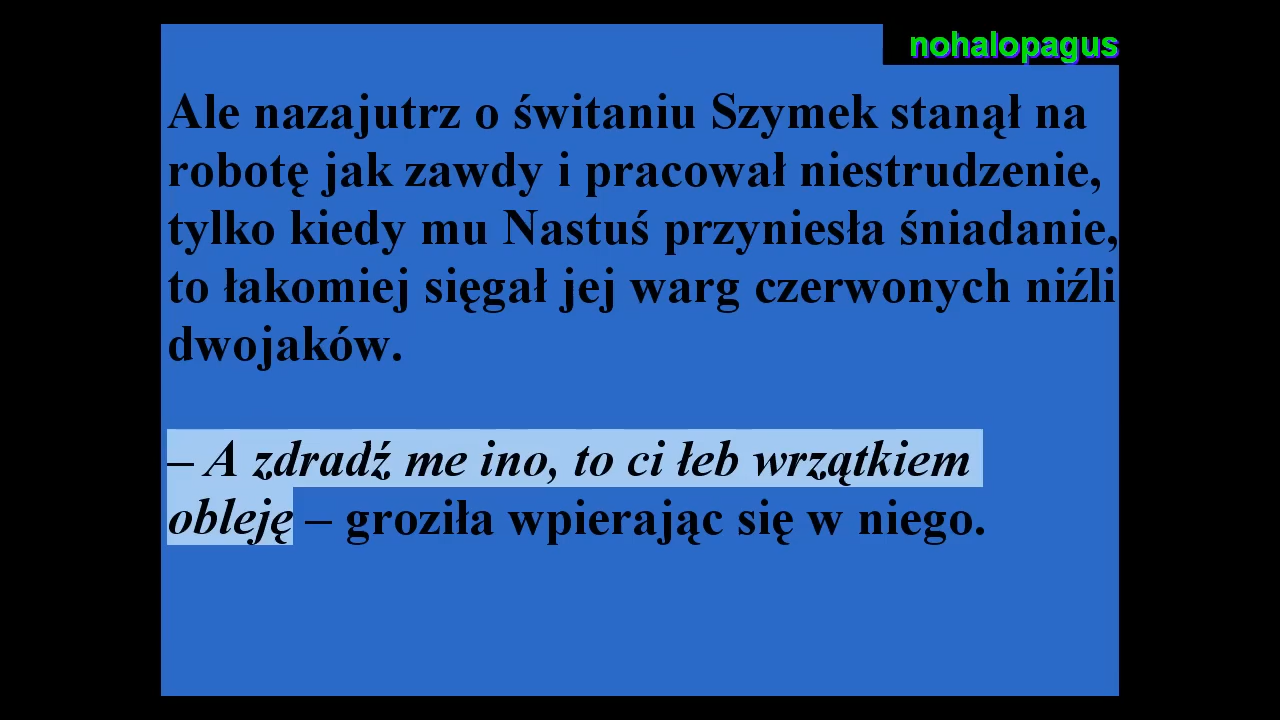 nohalopagus
Ale nazajutrz o świtaniu Szymek stanął na
robotę jak zawdy i pracował niestrudzenie,
tylko kiedy mu Nastuś przyniesła śniadanie,
to łakomiej sięgał jej warg czerwonych niźli
dwojaków.
– A zdradź me ino, to ci łeb wrzątkiem
obleję – groziła wpierając się w niego.